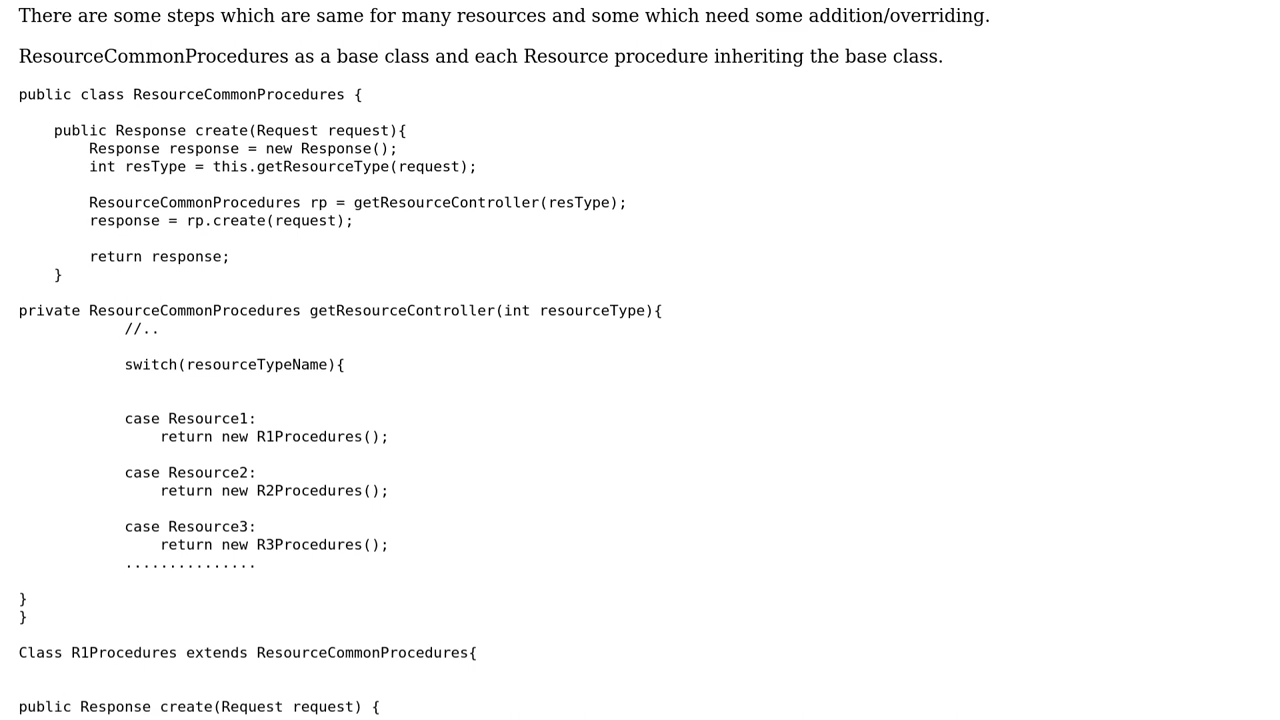 There are some steps which are same for many resources and some which need some addition/overriding.
ResourceCommonProcedures as a base class and each Resource procedure inheriting the base class.
public class ResourceCommonProcedures {
    public Response create(Request request){
        Response response = new Response();
        int resType = this.getResourceType(request);
        ResourceCommonProcedures rp = getResourceController(resType);
        response = rp.create(request);
        return response;
    }
private ResourceCommonProcedures getResourceController(int resourceType){
            //..
            switch(resourceTypeName){
            case Resource1:
                return new R1Procedures();
            case Resource2:
                return new R2Procedures();
            case Resource3:
                return new R3Procedures();
            ...............
}
}
Class R1Procedures extends ResourceCommonProcedures{
public Response create(Request request) {